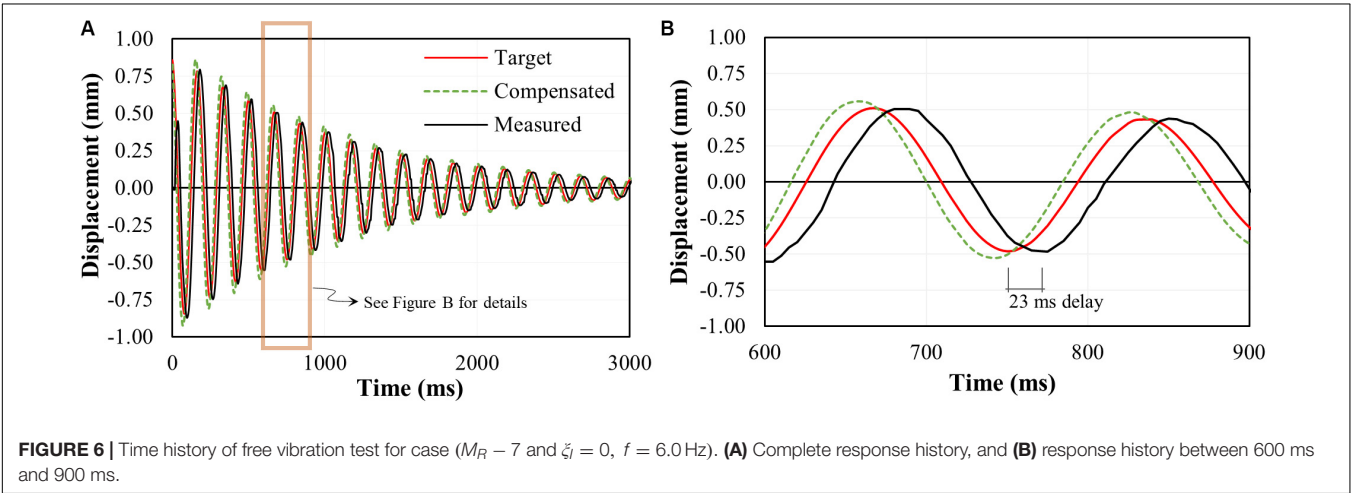 A
B
1.00
0.75
0.50
0.25
0.00
-0.25
-0.50
-0.75
-1.00
Displacement (mm)
Target
Compensated
Measured
See Figure B for details
0
1000
2000
3000
Time (ms)
1.00
0.75
0.50
0.25
0.00
-0.25
-0.50
-0.75
-1.00
Displacement (mm)
23 ms delay
600
700
800
900
Time (ms)
FIGURE 6 | Time history of free vibration test for case (M_R − 7 and ξ_I = 0, f = 6.0 Hz). (A) Complete response history, and (B) response history between 600 ms
and 900 ms.